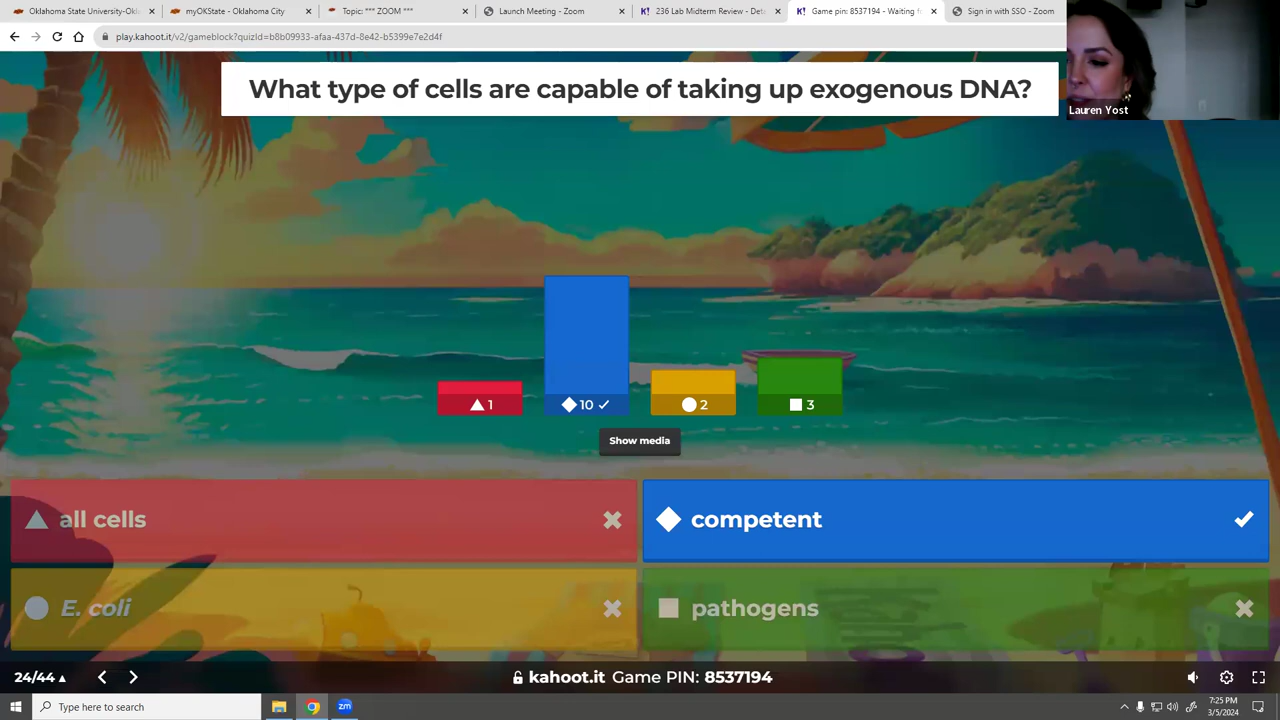 Oklahoma State University-Okl
myOKState - Oklahoma City
Topic: *** ZOOM ***
Launch Meeting - Zoom
K! 236 Lab Midterm Review - Deta
K! Game pin: 8537194 - Waiting f
Sign in with SSO - Zoom
play.kahoot.it/v2/gameblock?quizId=b8b09933-afaa-437d-8e42-b5399e7e2d4f
What type of cells are capable of taking up exogenous DNA?
Lauren Yost
1
10
2
3
Show media
all cells
competent
E. coli
pathogens
24/44
kahoot.it Game PIN: 8537194
Type here to search
zm
7:25 PM
3/5/2024